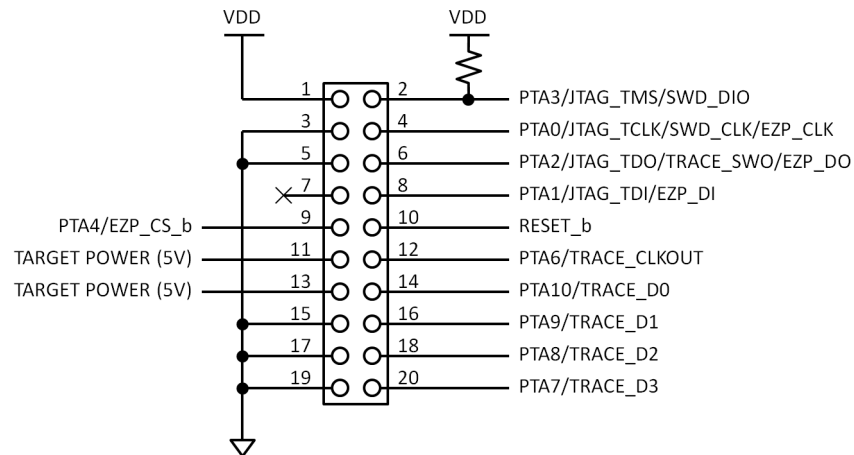 VDD
VDD
1
2
PTA3/JTAG_TMS/SWD_DIO
3
4
PTA0/JTAG_TCLK/SWD_CLK/EZP_CLK
5
6
PTA2/JTAG_TDO/TRACE_SWO/EZP_DO
7
8
PTA1/JTAG_TDI/EZP_DI
PTA4/EZP_CS_b
9
10
RESET_b
TARGET POWER (5V)
11
12
PTA6/TRACE_CLKOUT
TARGET POWER (5V)
13
14
PTA10/TRACE_D0
15
16
PTA9/TRACE_D1
17
18
PTA8/TRACE_D2
19
20
PTA7/TRACE_D3